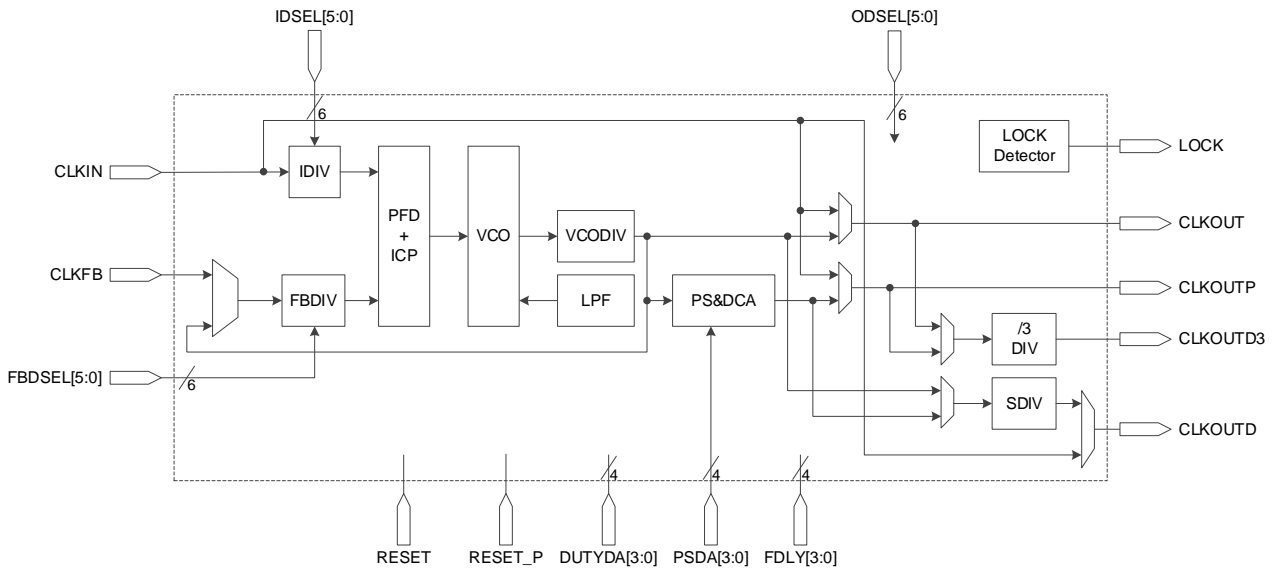 IDSEL[5:0]
ODSEL[5:0]
6
6
LOCK
Detector
LOCK
CLKIN
IDIV
PFD
+
ICP
VCO
VCODIV
CLKOUT
CLKFB
FBDIV
LPF
PS&DCA
CLKOUTP
/3
DIV
CLKOUTD3
FBDSEL[5:0]
6
SDIV
CLKOUTD
4
4
4
RESET
RESET_P
DUTYDA[3:0]
PSDA[3:0]
FDLY[3:0]